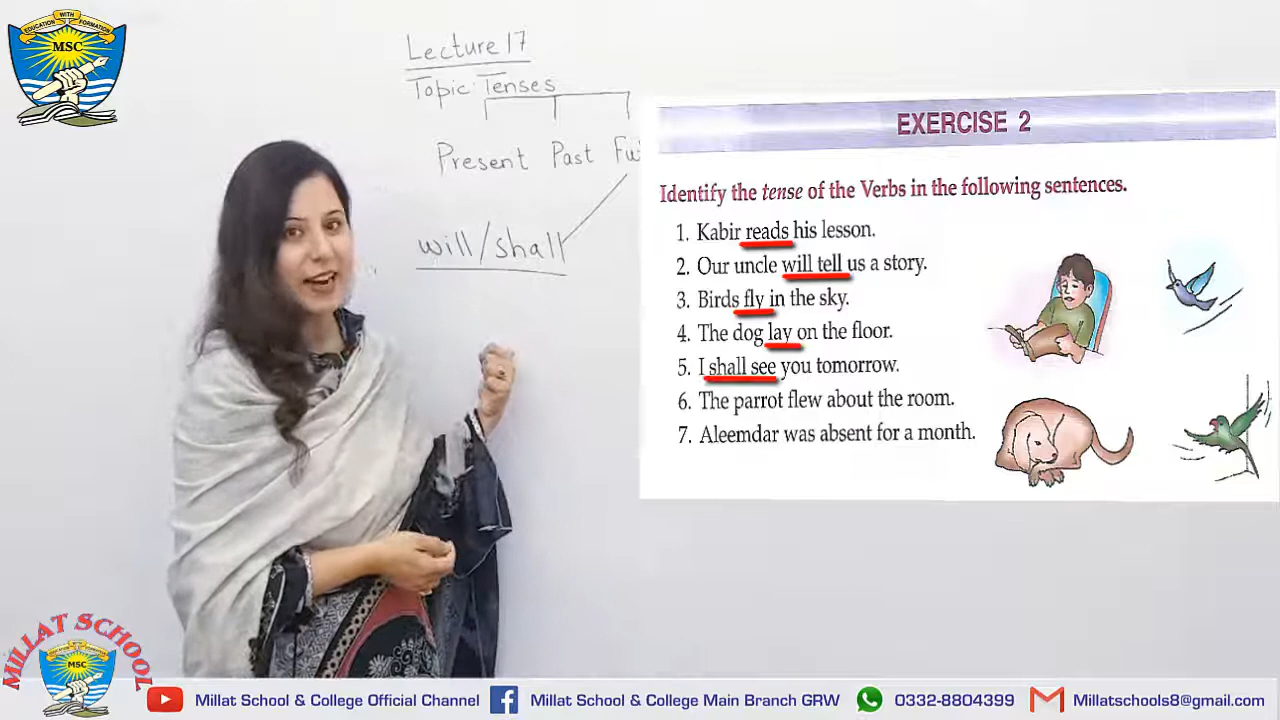 EDUCATION WITH FORMATION
MSC
Lecture 17
Topic: Tenses
Present Past Fu
will/shall
EXERCISE 2
Identify the tense of the Verbs in the following sentences.
1. Kabir reads his lesson.
2. Our uncle will tell us a story.
3. Birds fly in the sky.
4. The dog lay on the floor.
5. I shall see you tomorrow.
6. The parrot flew about the room.
7. Aleemdar was absent for a month.
MILLAT SCHOOL
MSC
Millat School & College Official Channel
Millat School & College Main Branch GRW
0332-8804399
Millatschools8@gmail.com